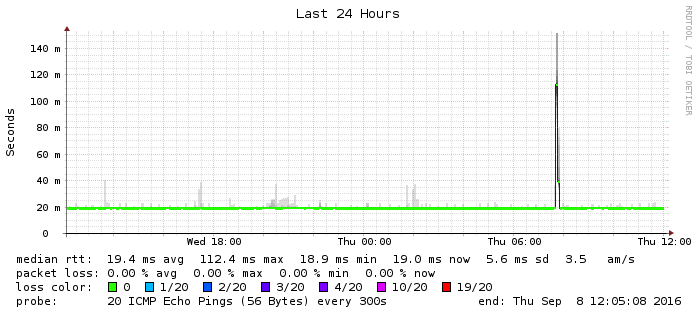 Last 24 Hours
RRDTOOL / TOBI OETIKER
Seconds
140 m
120 m
100 m
80 m
60 m
40 m
20 m
0
Wed 18:00 Thu 00:00 Thu 06:00 Thu 12:00
median rtt: 19.4 ms avg 112.4 ms max 18.9 ms min 19.0 ms now 5.6 ms sd 3.5 am/s
packet loss: 0.00 % avg 0.00 % max 0.00 % min 0.00 % now
loss color: 0 1/20 2/20 3/20 4/20 10/20 19/20
probe: 20 ICMP Echo Pings (56 Bytes) every 300s end: Thu Sep 8 12:05:08 2016